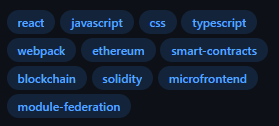 react javascript css typescript
webpack ethereum smart-contracts
blockchain solidity microfrontend
module-federation